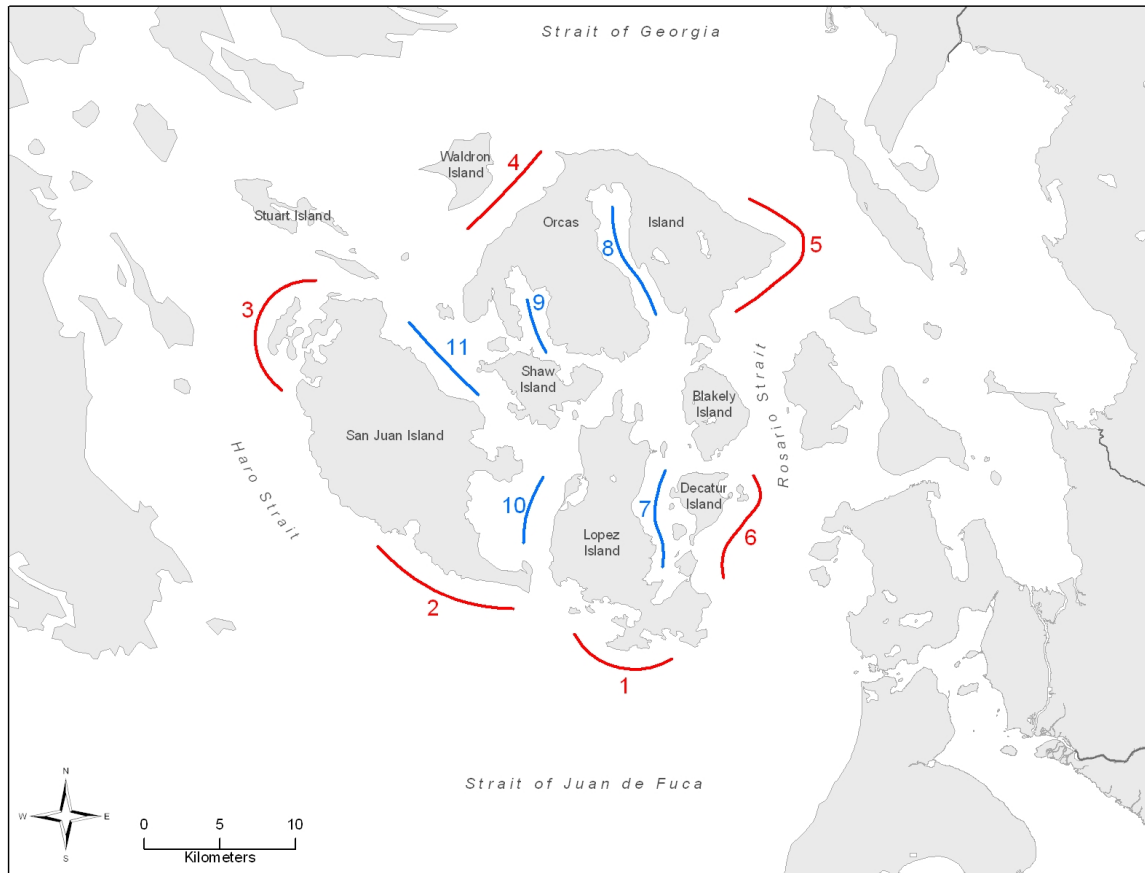 Strait of Georgia
Waldron
Island
4
Stuart Island
Orcas
Island
8
5
3
9
11
Shaw
Island
Rosario Strait
Blakely
Island
San Juan Island
Haro Strait
10
7
Decatur
Island
6
Lopez
Island
2
1
Strait of Juan de Fuca
N
W
E
S
0
5
10
Kilometers